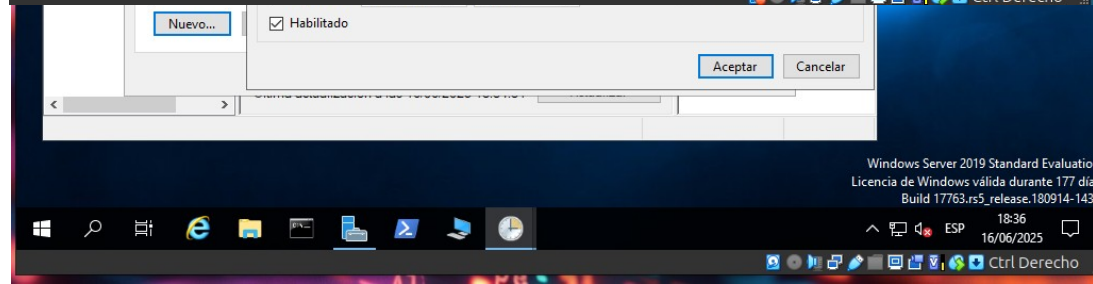 Nuevo...
Habilitado
Aceptar
Cancelar
Windows Server 2019 Standard Evaluatio
Licencia de Windows válida durante 177 día
Build 17763.rs5_release.180914-143
18:36
ESP
16/06/2025
Ctrl Derecho